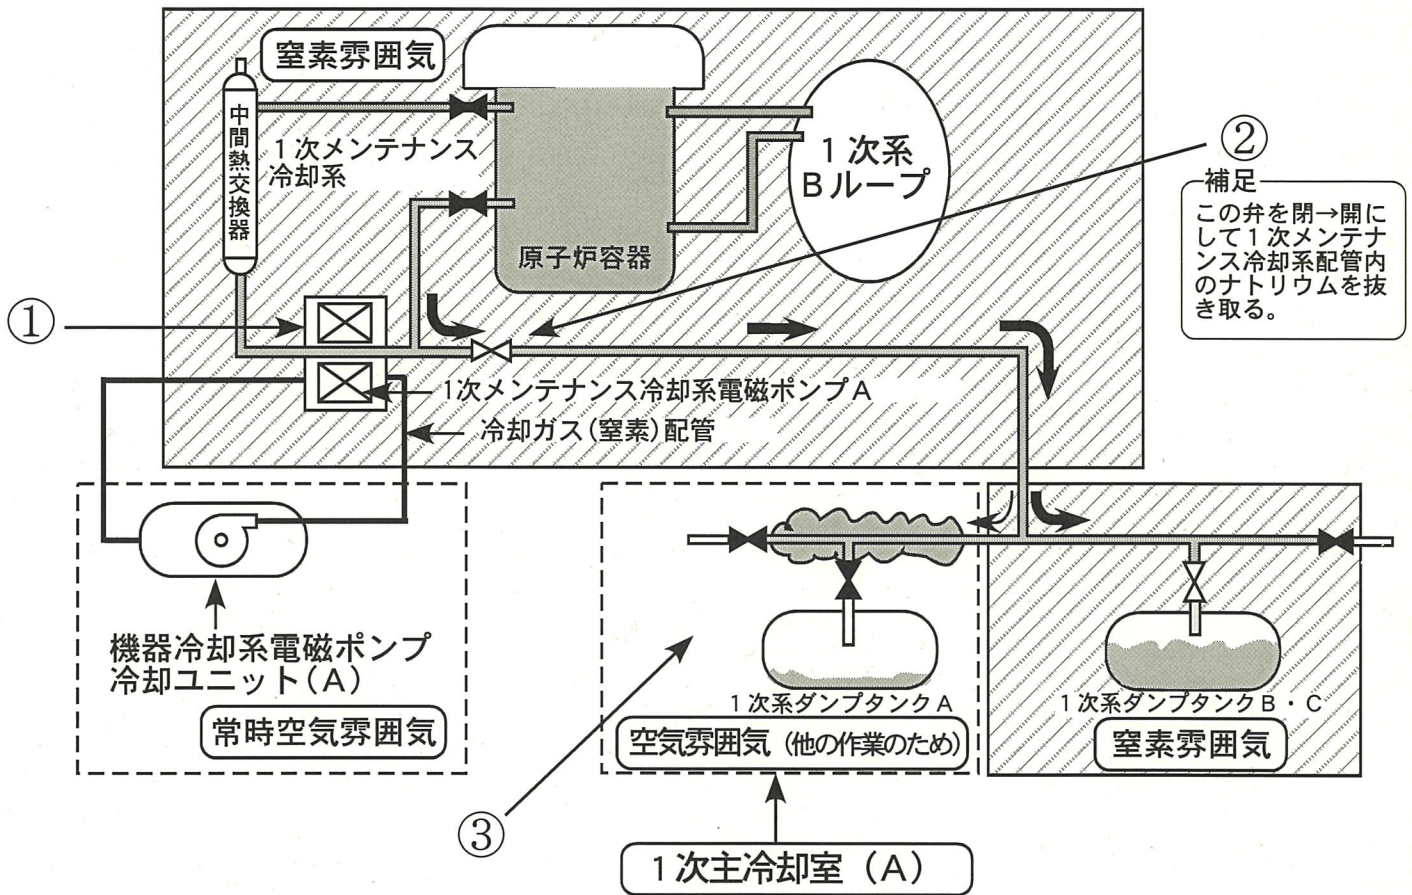 窒素雰囲気
中間熱交換器
1次メンテナンス
冷却系
原子炉容器
1次系
Bループ
②
補足
この弁を閉→開に
して1次メンテナ
ンス冷却系配管内
のナトリウムを抜
き取る。
①
1次メンテナンス冷却系電磁ポンプA
冷却ガス(窒素)配管
機器冷却系電磁ポンプ
冷却ユニット(A)
常時空気雰囲気
1次系ダンプタンクA
空気雰囲気(他の作業のため)
1次系ダンプタンクB・C
窒素雰囲気
③
1次主冷却室(A)